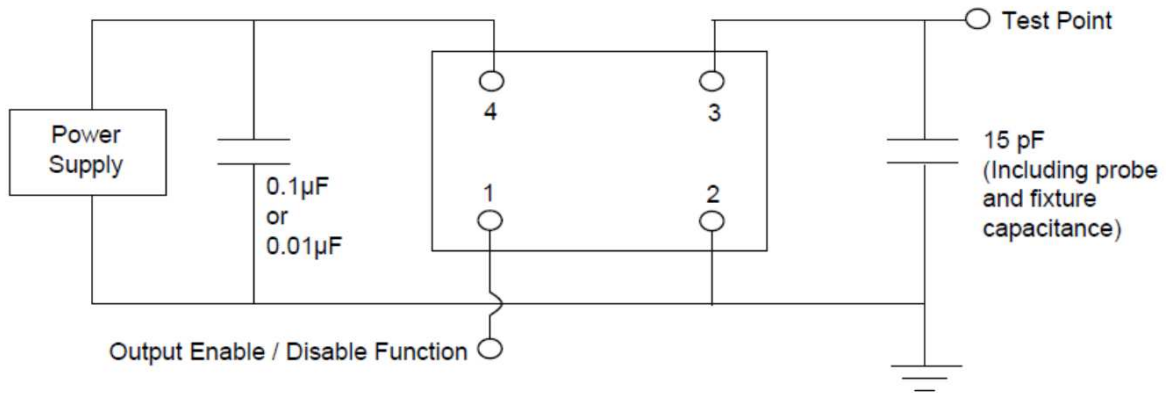 Test Point
4
3
Power
Supply
15 pF
(Including probe
and fixture
capacitance)
0.1µF
or
0.01µF
1
2
Output Enable / Disable Function